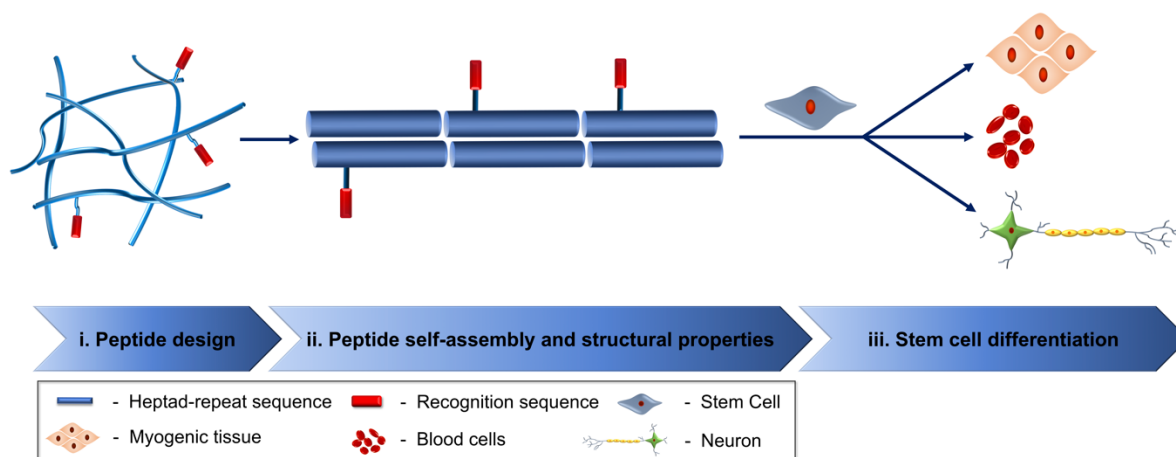 i. Peptide design
ii. Peptide self-assembly and structural properties
iii. Stem cell differentiation
- Heptad-repeat sequence
- Recognition sequence
- Stem Cell
- Myogenic tissue
- Blood cells
- Neuron